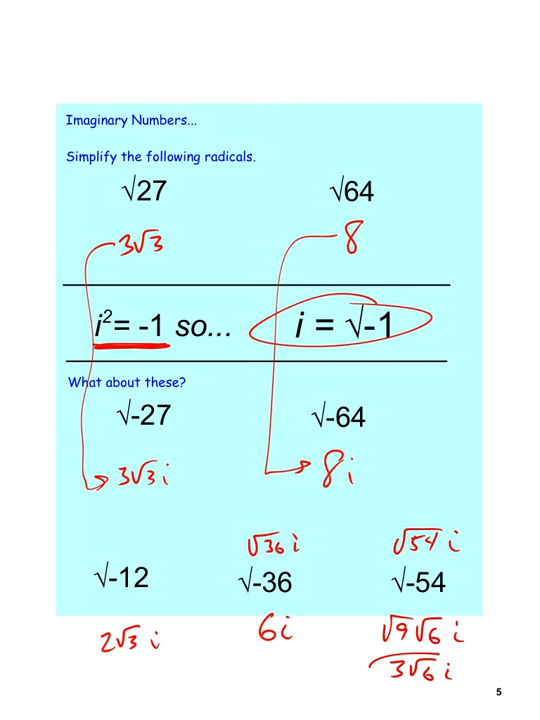 Imaginary Numbers...
Simplify the following radicals.
√27 √64
3√3 8
i²= -1 so... i = √-1
What about these?
√-27 √-64
3√3 i 8i
√36 i √54 i
√-12 √-36 √-54
2√3 i 6i √9 √6 i
3√6 i
5